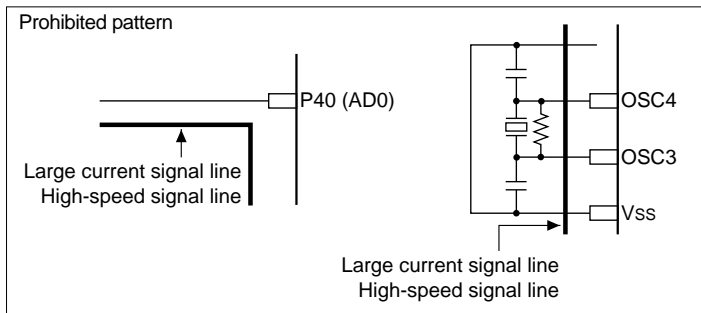 Prohibited pattern
P40 (AD0)
Large current signal line
High-speed signal line
OSC4
OSC3
VSS
Large current signal line
High-speed signal line